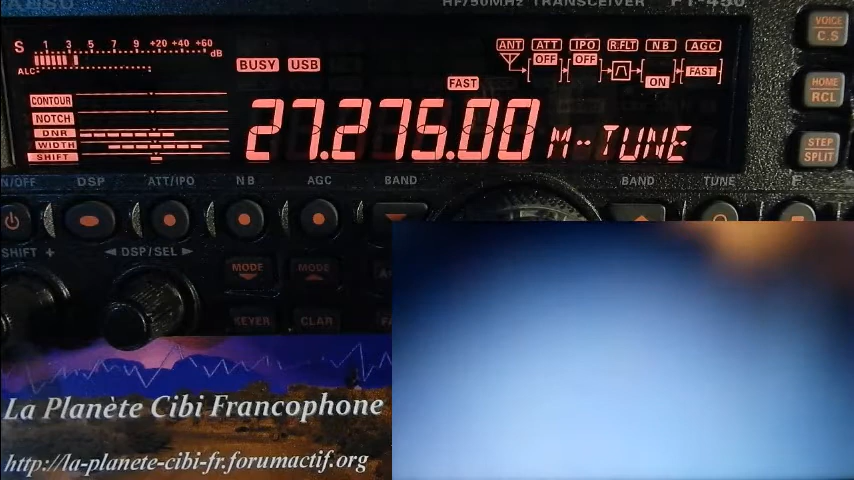 HF/50MHz TRANSCEIVER FT-450
S 1 3 5 7 9 +20 +40 +60 dB
ALC
BUSY USB
ANT ATT IPO R.FLT NB AGC
OFF OFF ON FAST
FAST
CONTOUR
NOTCH
DNR
WIDTH
SHIFT
27.275.00 M-TUNE
VOICE
C.S
HOME
RCL
STEP
SPLIT
N/OFF DSP ATT/IPO NB AGC BAND BAND TUNE F
SHIFT + DSP/SEL
MODE MODE
KEYER CLAR
La Planète Cibi Francophone
http://la-planete-cibi-fr.forumactif.org